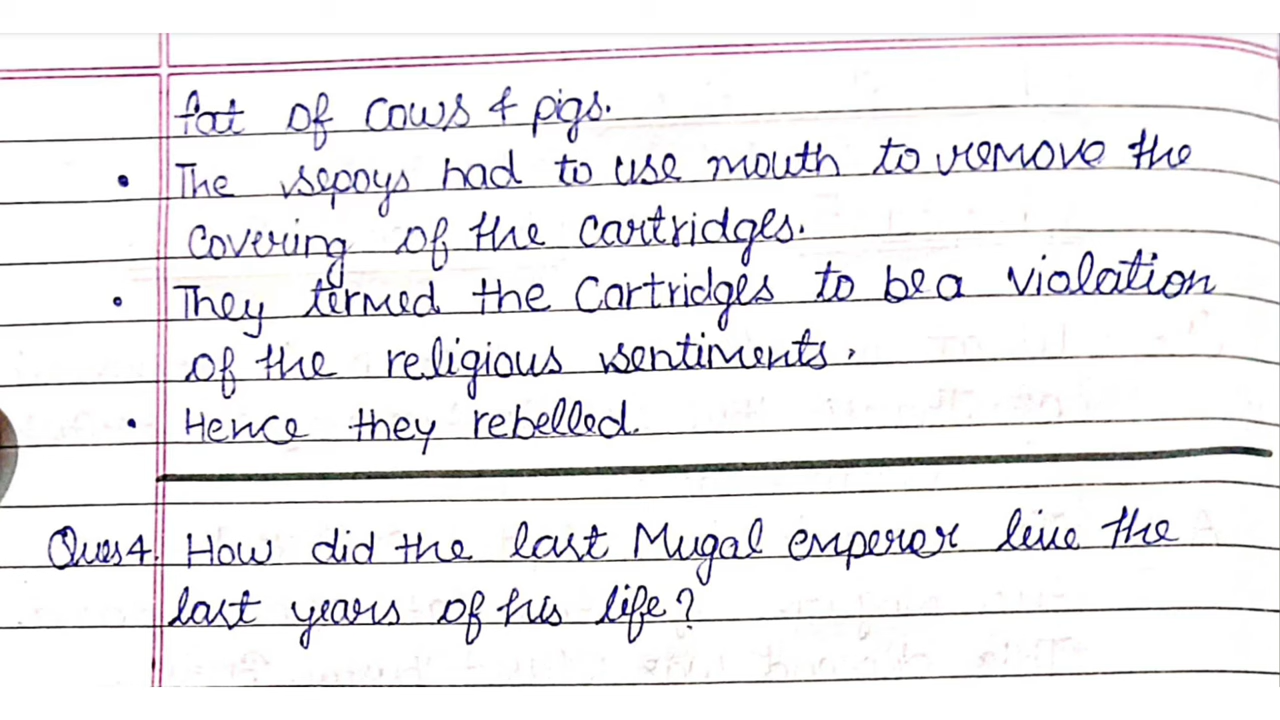 fat of cows & pigs.
• The sepoys had to use mouth to remove the
covering of the cartridges.
• They termed the cartridges to be a violation
of the religious sentiments.
• Hence they rebelled.
Ques 4. How did the last Mugal emperor live the
last years of his life?